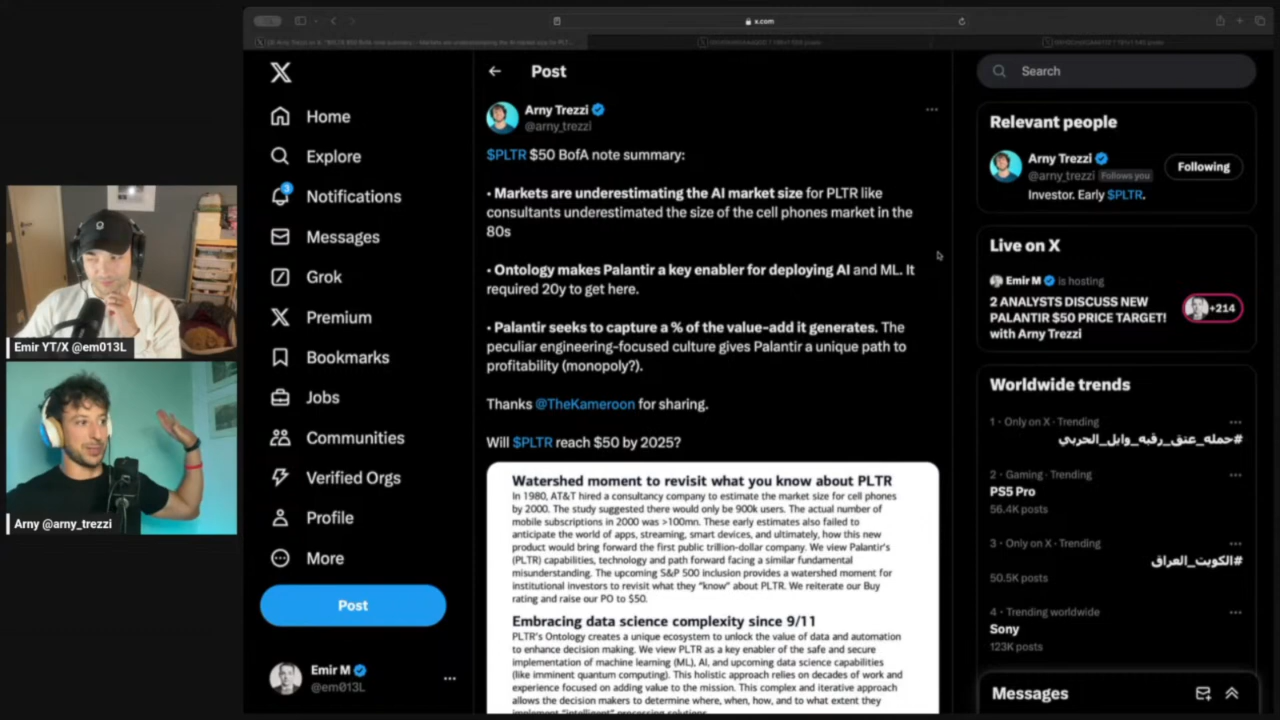 x.com
Emir YT/X @em013L
Arny @arny_trezzi
Home
Explore
3
Notifications
Messages
Grok
Premium
Bookmarks
Jobs
Communities
Verified Orgs
Profile
More
Post
Emir M
@em013L
Post
Arny Trezzi
@arny_trezzi
$PLTR $50 BofA note summary:
• Markets are underestimating the AI market size for PLTR like
consultants underestimated the size of the cell phones market in the
80s
• Ontology makes Palantir a key enabler for deploying AI and ML. It
required 20y to get here.
• Palantir seeks to capture a % of the value-add it generates. The
peculiar engineering-focused culture gives Palantir a unique path to
profitability (monopoly?).
Thanks @TheKameroon for sharing.
Will $PLTR reach $50 by 2025?
Watershed moment to revisit what you know about PLTR
In 1980, AT&T hired a consultancy company to estimate the market size for cell phones
by 2000. The study suggested there would only be 900k users. The actual number of
mobile subscriptions in 2000 was >100mn. These early estimates also failed to
anticipate the world of apps, streaming, smart devices, and ultimately, how this new
product would bring forward the first public trillion-dollar company. We view Palantir's
(PLTR) capabilities, technology and path forward facing a similar fundamental
misunderstanding. The upcoming S&P 500 inclusion provides a watershed moment for
institutional investors to revisit what they "know" about PLTR. We reiterate our Buy
rating and raise our PO to $50.
Embracing data science complexity since 9/11
PLTR's Ontology creates a unique ecosystem to unlock the value of data and automation
to enhance decision making. We view PLTR as a key enabler of the safe and secure
implementation of machine learning (ML), AI, and upcoming data science capabilities
(like imminent quantum computing). This holistic approach relies on decades of work and
experience focused on adding value to the mission. This complex and iterative approach
allows the decision makers to determine where, when, how, and to what extent they
implement "intelligent" processing solutions.
Search
Relevant people
Arny Trezzi
@arny_trezzi Follows you
Following
Investor. Early $PLTR.
Live on X
Emir M is hosting
2 ANALYSTS DISCUSS NEW
PALANTIR $50 PRICE TARGET!
with Arny Trezzi
+214
Worldwide trends
1 · Only on X · Trending
#حمله_عتق_رقبه_وابل_الحربي
2 · Gaming · Trending
PS5 Pro
56.4K posts
3 · Only on X · Trending
#الكويت_العراق
50.5K posts
4 · Trending worldwide
Sony
123K posts
Messages